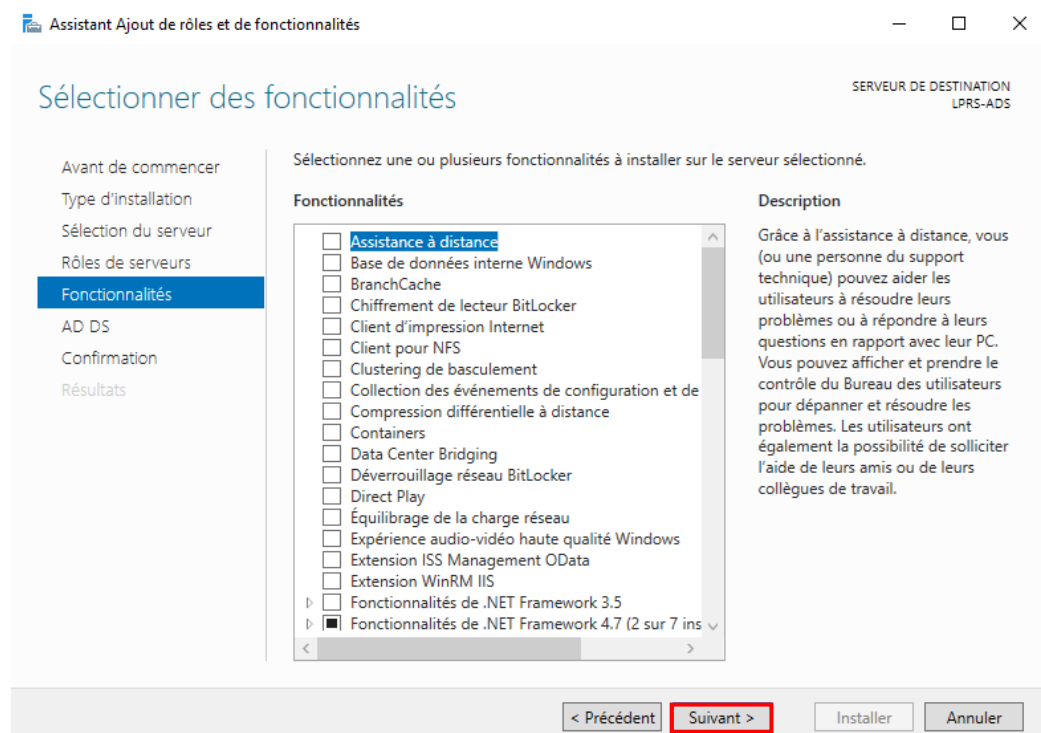 Assistant Ajout de rôles et de fonctionnalités
Sélectionner des fonctionnalités
SERVEUR DE DESTINATION
LPRS-ADS
Avant de commencer
Type d'installation
Sélection du serveur
Rôles de serveurs
Fonctionnalités
AD DS
Confirmation
Résultats
Sélectionnez une ou plusieurs fonctionnalités à installer sur le serveur sélectionné.
Fonctionnalités
Assistance à distance
Base de données interne Windows
BranchCache
Chiffrement de lecteur BitLocker
Client d’impression Internet
Client pour NFS
Clustering de basculement
Collection des événements de configuration et de
Compression différentielle à distance
Containers
Data Center Bridging
Déverrouillage réseau BitLocker
Direct Play
Équilibrage de la charge réseau
Expérience audio-vidéo haute qualité Windows
Extension ISS Management OData
Extension WinRM IIS
Fonctionnalités de .NET Framework 3.5
Fonctionnalités de .NET Framework 4.7 (2 sur 7 ins
Description
Grâce à l’assistance à distance, vous
(ou une personne du support
technique) pouvez aider les
utilisateurs à résoudre leurs
problèmes ou à répondre à leurs
questions en rapport avec leur PC.
Vous pouvez afficher et prendre le
contrôle du Bureau des utilisateurs
pour dépanner et résoudre les
problèmes. Les utilisateurs ont
également la possibilité de solliciter
l’aide de leurs amis ou de leurs
collègues de travail.
< Précédent
Suivant >
Installer
Annuler